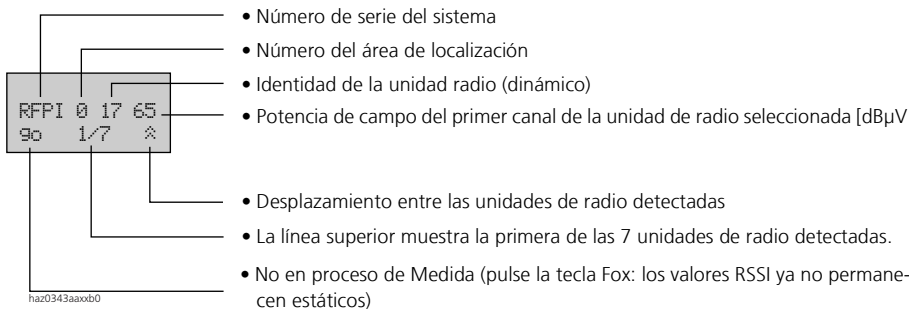 • Número de serie del sistema
• Número del área de localización
• Identidad de la unidad radio (dinámico)
RFPI 0 17 65
• Potencia de campo del primer canal de la unidad de radio seleccionada [dBµV
go 1/7
• Desplazamiento entre las unidades de radio detectadas
• La línea superior muestra la primera de las 7 unidades de radio detectadas.
• No en proceso de Medida (pulse la tecla Fox: los valores RSSI ya no permane-
cen estáticos)
haz0343aaxxb0